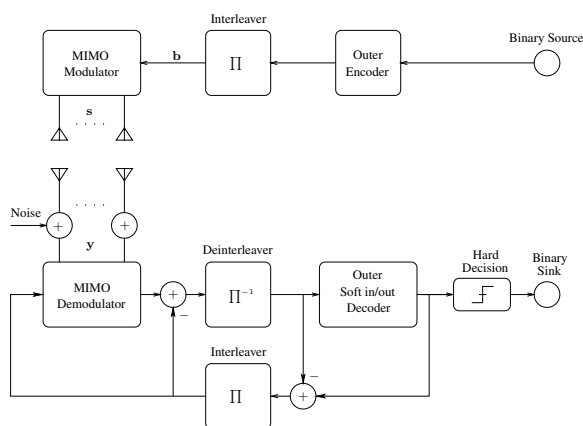 Interleaver
MIMO
Modulator
b
∏
Outer
Encoder
Binary Source
s
. . . .
. . . .
Noise
+
+
y
Deinterleaver
Hard
Decision
Binary
Sink
MIMO
Demodulator
+
−
∏⁻¹
Outer
Soft in/out
Decoder
Interleaver
∏
−
+